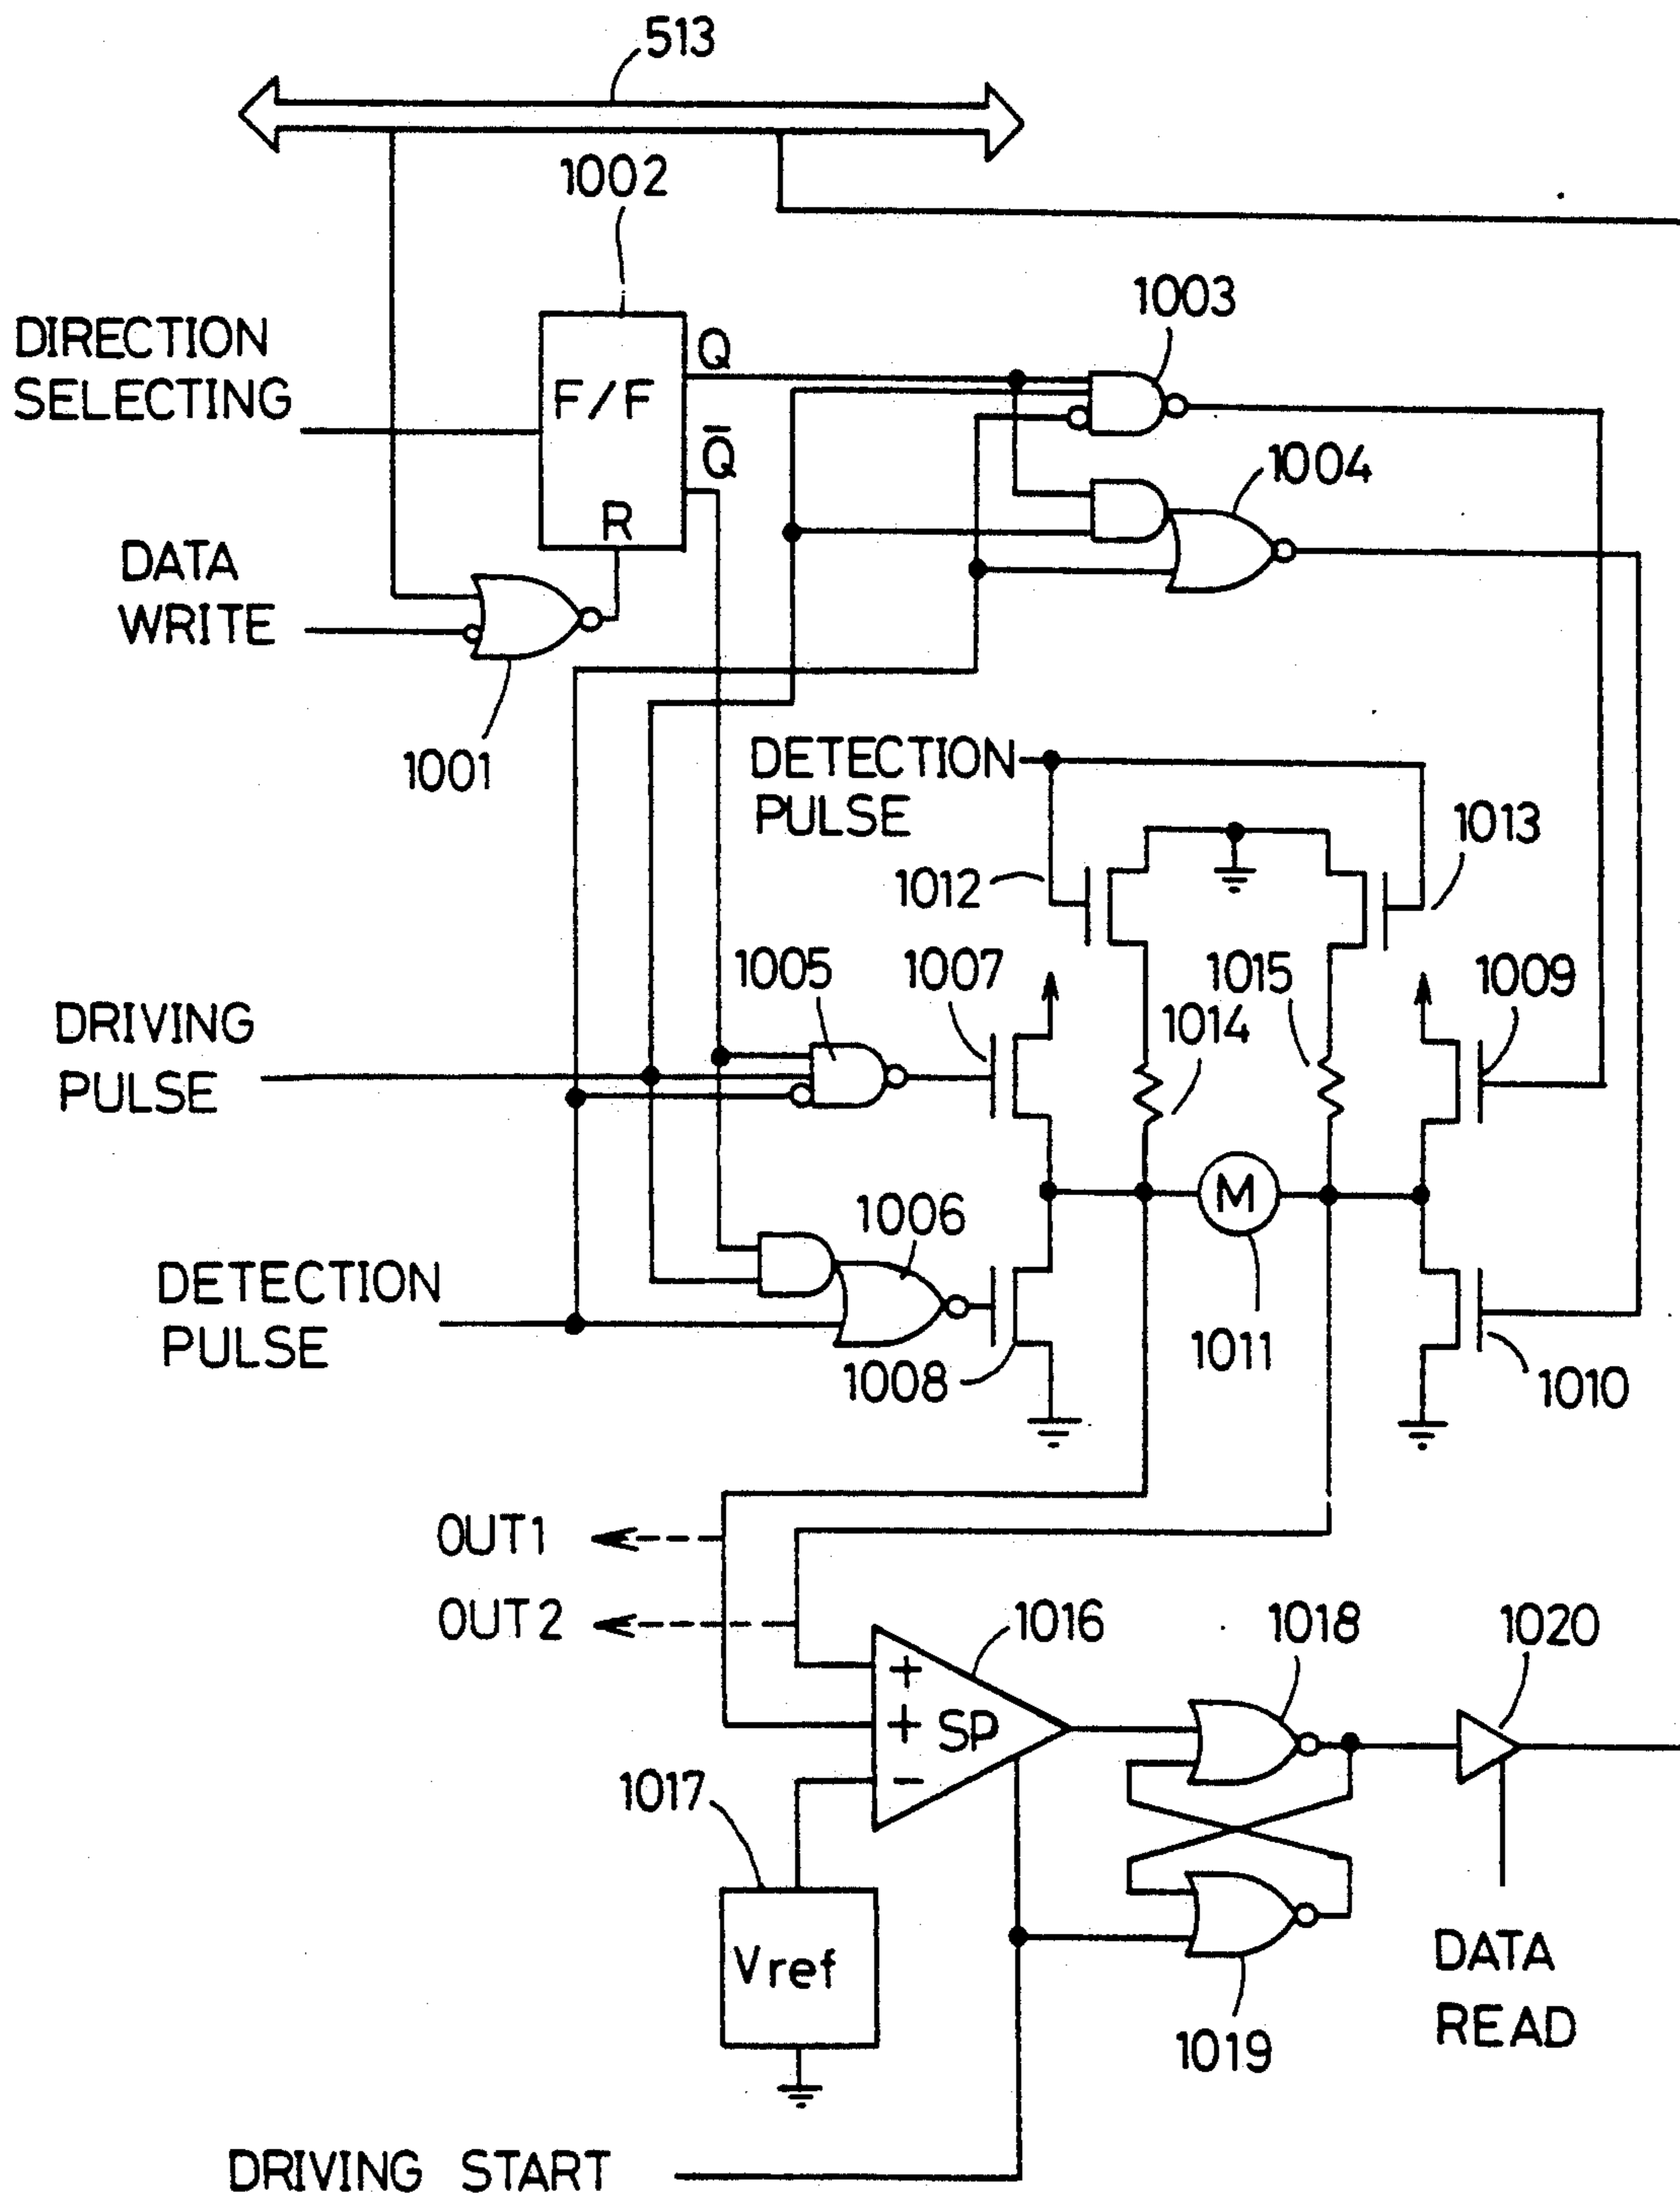 513
1002
1003
DIRECTION
SELECTING
Q
F/F
Q̅
R
1004
DATA
WRITE
1001
DETECTION
PULSE
1012
1013
1005
1007
1015
1009
1014
DRIVING
PULSE
M
1006
DETECTION
PULSE
1008
1011
1010
OUT1
OUT2
1016
1018
1020
+
+
SP
-
1017
Vref
1019
DATA
READ
DRIVING START